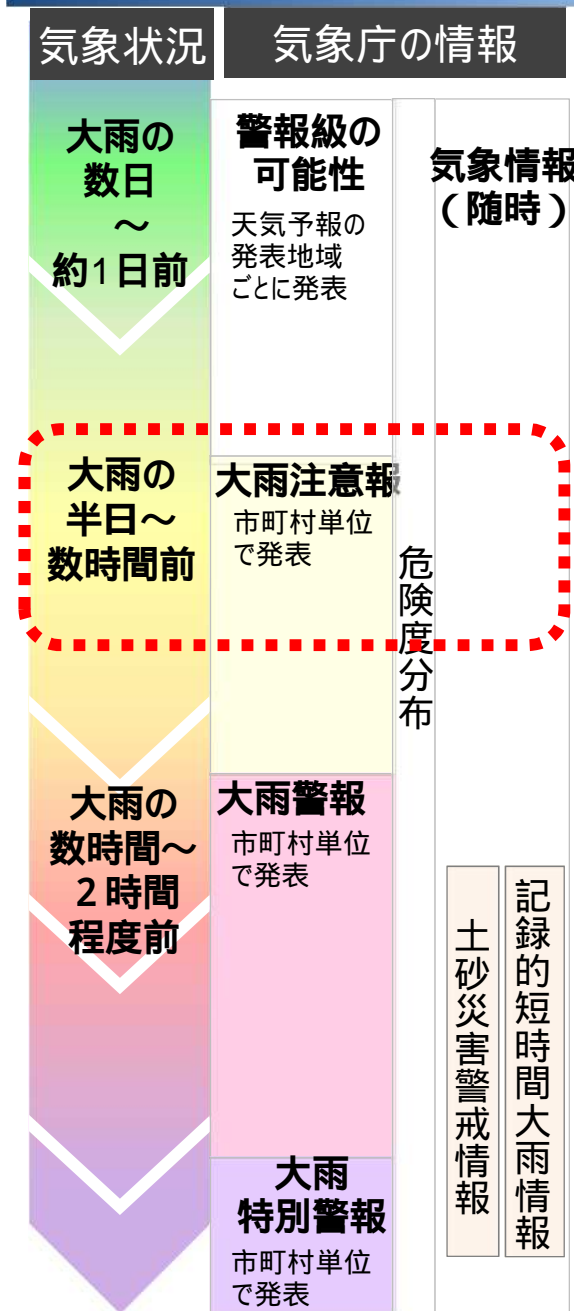 気象状況
気象庁の情報
大雨の
数日
～
約1日前
警報級の
可能性
天気予報の
発表地域
ごとに発表
気象情報
（随時）
大雨の
半日～
数時間前
大雨注意報
市町村単位
で発表
危険度分布
大雨の
数時間～
２時間
程度前
大雨警報
市町村単位
で発表
土砂災害警戒情報
記録的短時間大雨情報
大雨
特別警報
市町村単位
で発表